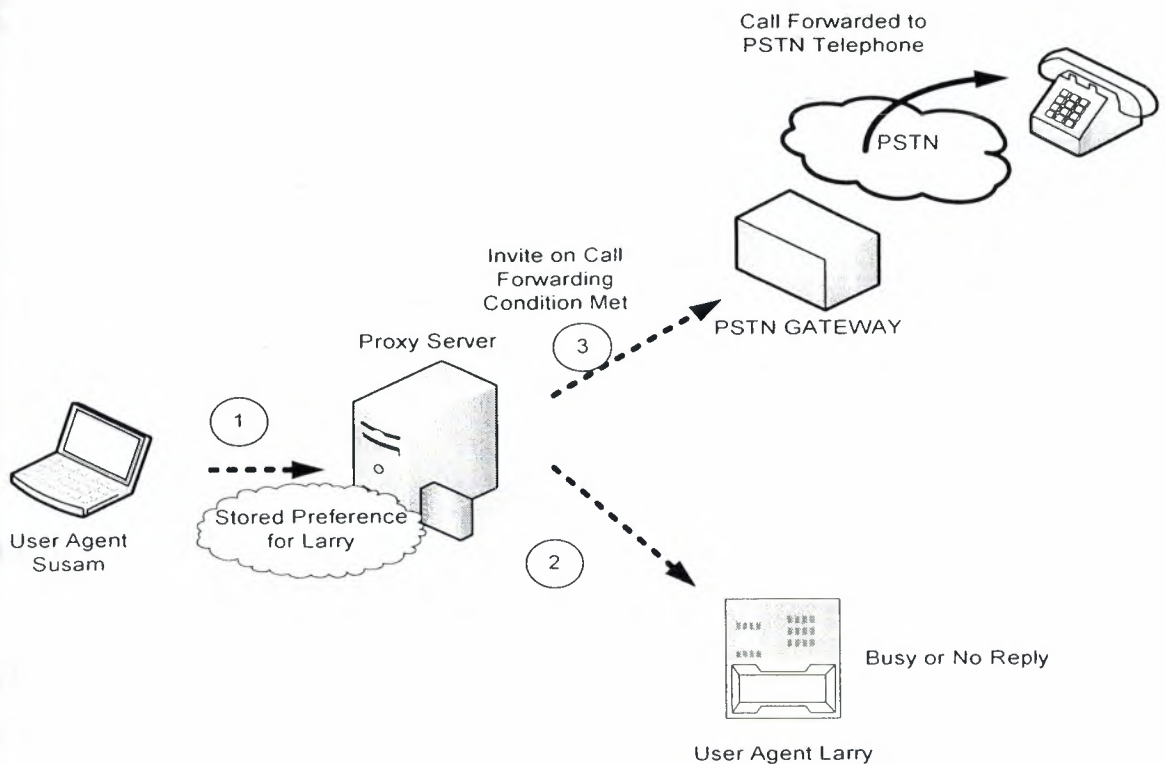 Call Forwarded to
PSTN Telephone
PSTN
Invite on Call
Forwarding
Condition Met
3
PSTN GATEWAY
Proxy Server
1
Stored Preference
for Larry
User Agent
Susam
2
Busy or No Reply
User Agent Larry